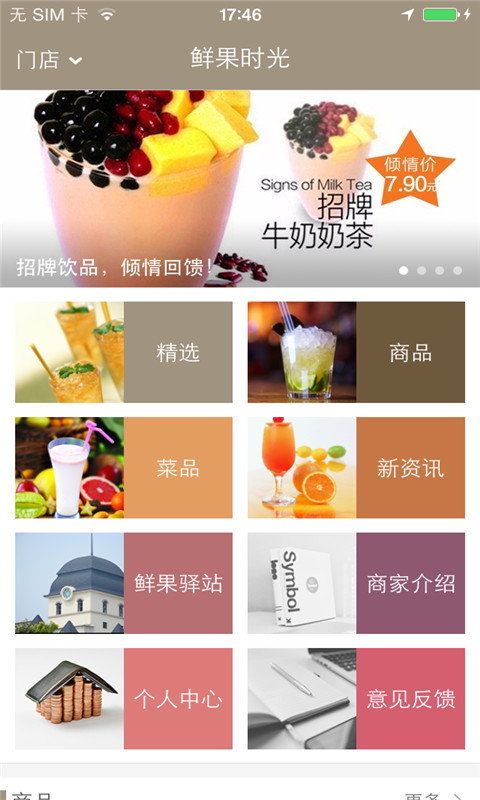 无 SIM 卡 17:46
门店 鲜果时光
倾情价
7.90元
Signs of Milk Tea
招牌
牛奶奶茶
招牌饮品，倾情回馈！
精选 商品
菜品 新资讯
Symbol
鲜果驿站 商家介绍
个人中心 意见反馈
商品 更多